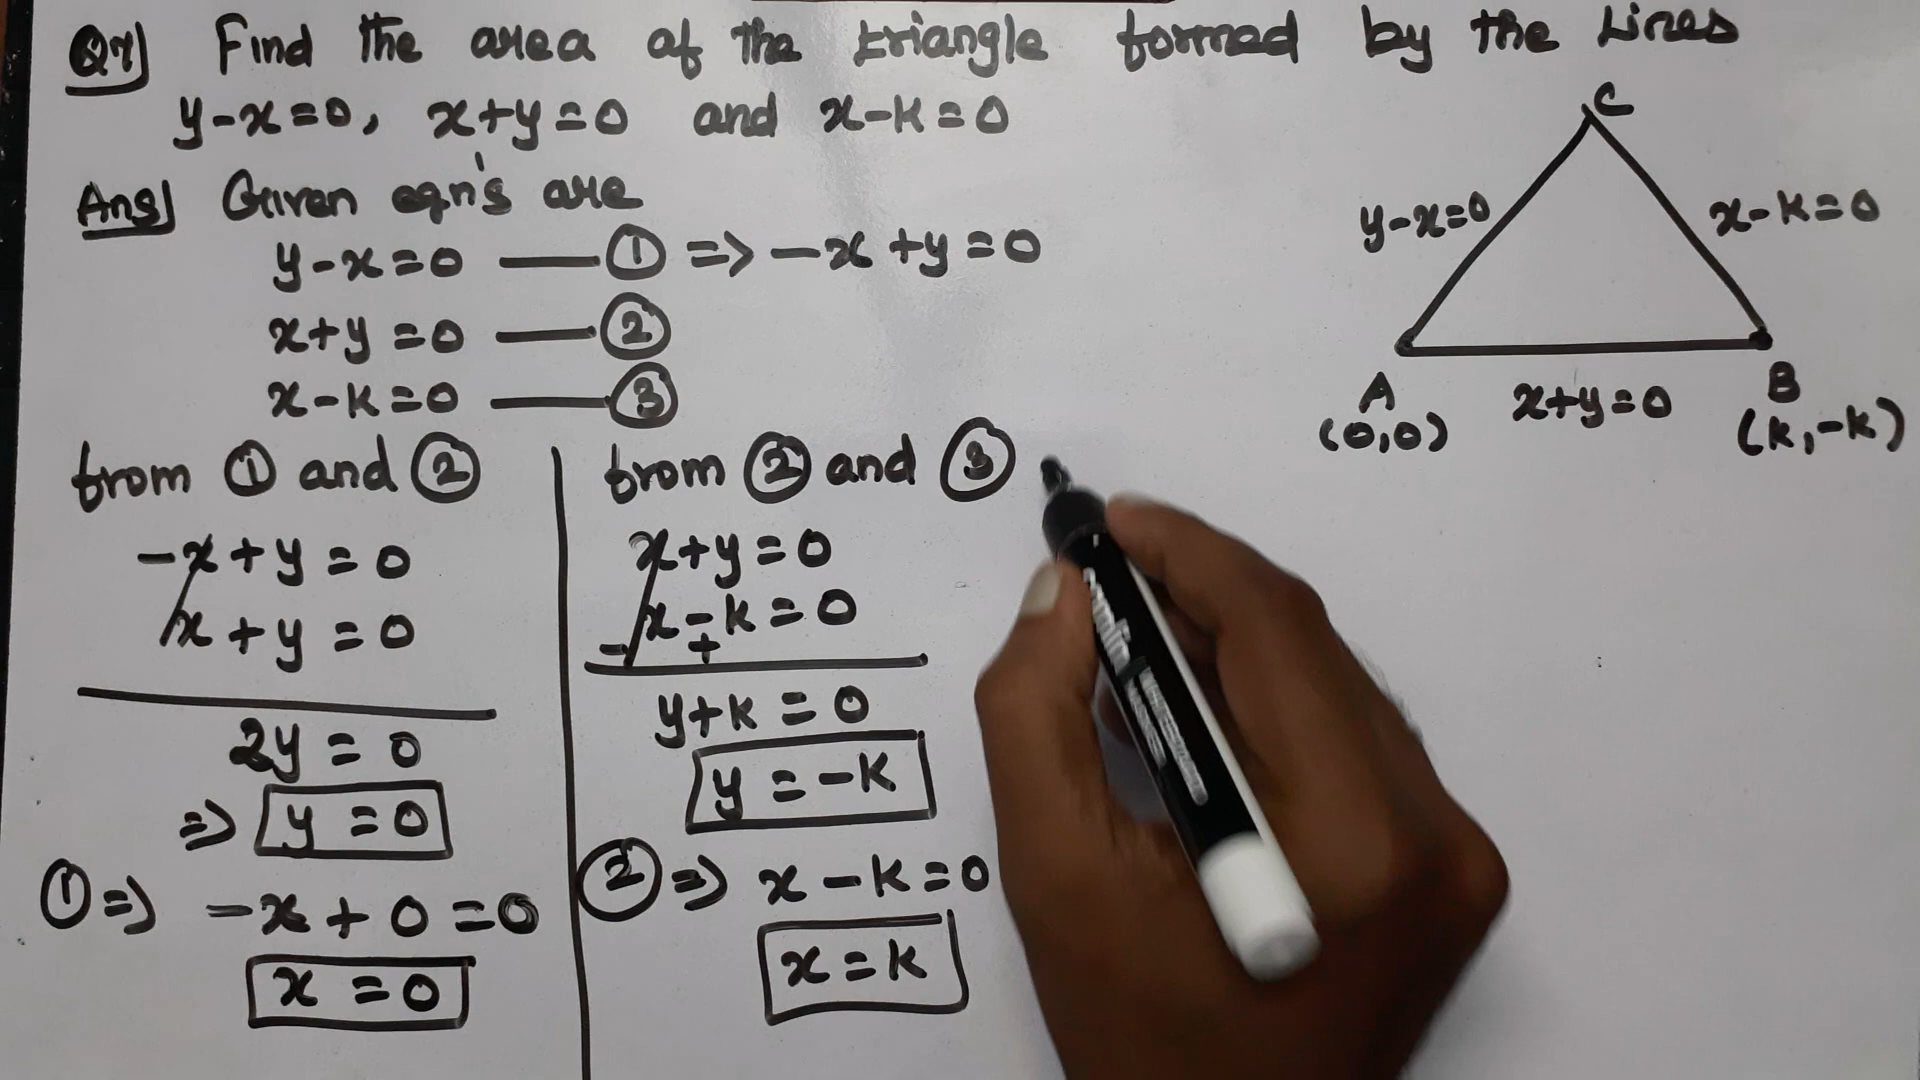 Q7) Find the area of the triangle formed by the Lines
y-x=0, x+y=0 and x-k=0
Ans) Given eqn's are
y-x=0 —— ① => -x+y=0
x+y=0 —— ②
x-k=0 —— ③
from ① and ②
-x+y=0
x+y=0
2y=0
=> y=0
① => -x+0=0
x=0
from ② and ③
x+y=0
x-k=0
- +
y+k=0
y=-k
② => x-k=0
x=k
C
y-x=0
x-k=0
A
(0,0)
x+y=0
B
(k,-k)
camlin